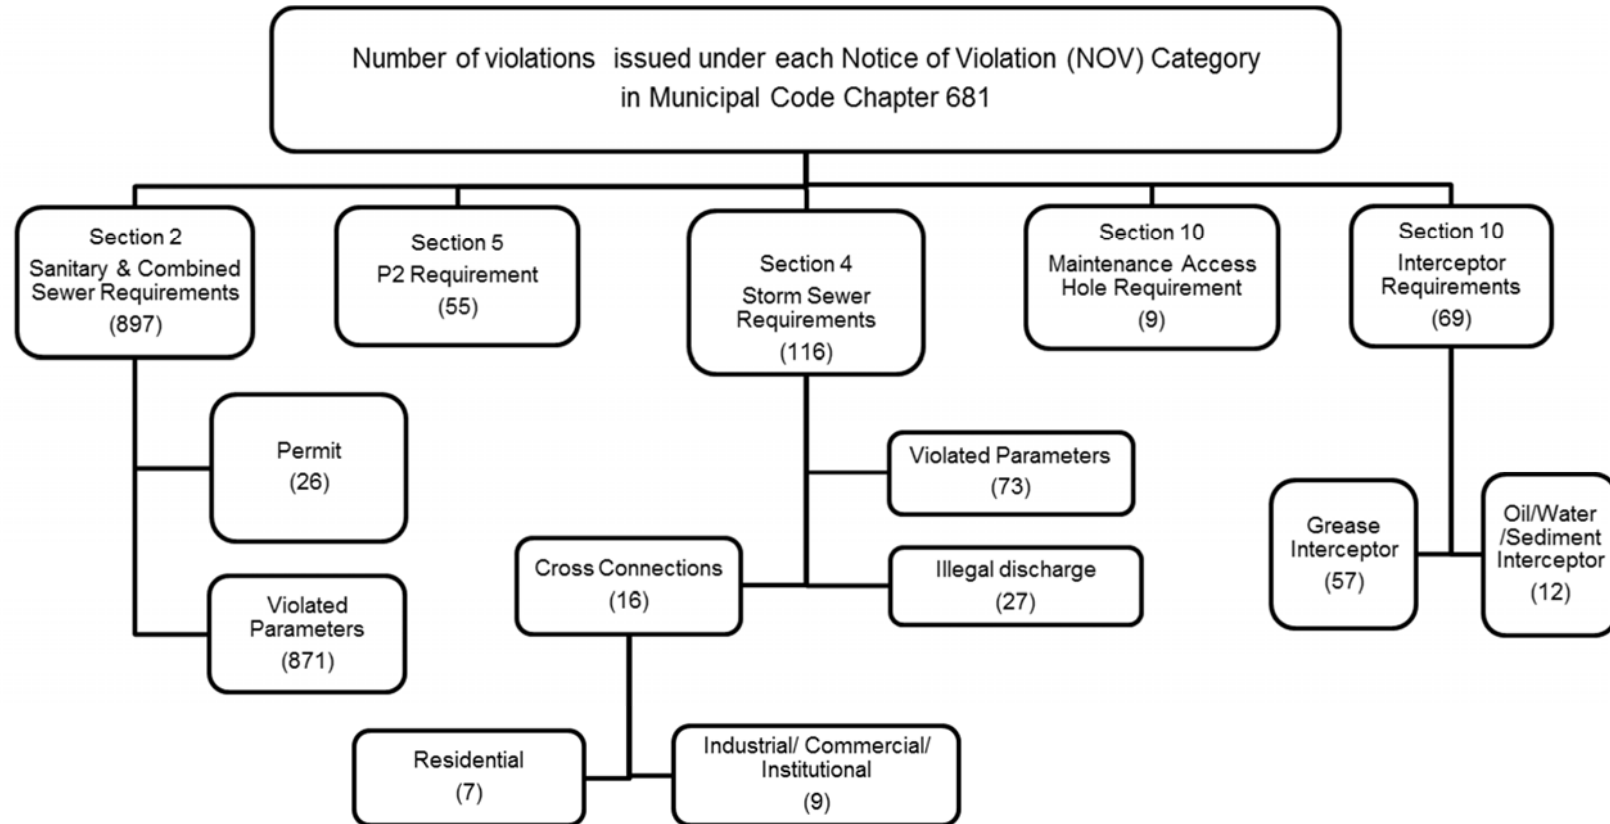 Number of violations issued under each Notice of Violation (NOV) Category
in Municipal Code Chapter 681
Section 2
Sanitary & Combined
Sewer Requirements
(897)
Section 5
P2 Requirement
(55)
Section 4
Storm Sewer
Requirements
(116)
Section 10
Maintenance Access
Hole Requirement
(9)
Section 10
Interceptor
Requirements
(69)
Permit
(26)
Violated
Parameters
(871)
Violated Parameters
(73)
Cross Connections
(16)
Illegal discharge
(27)
Residential
(7)
Industrial/ Commercial/
Institutional
(9)
Grease
Interceptor
(57)
Oil/Water
/Sediment
Interceptor
(12)